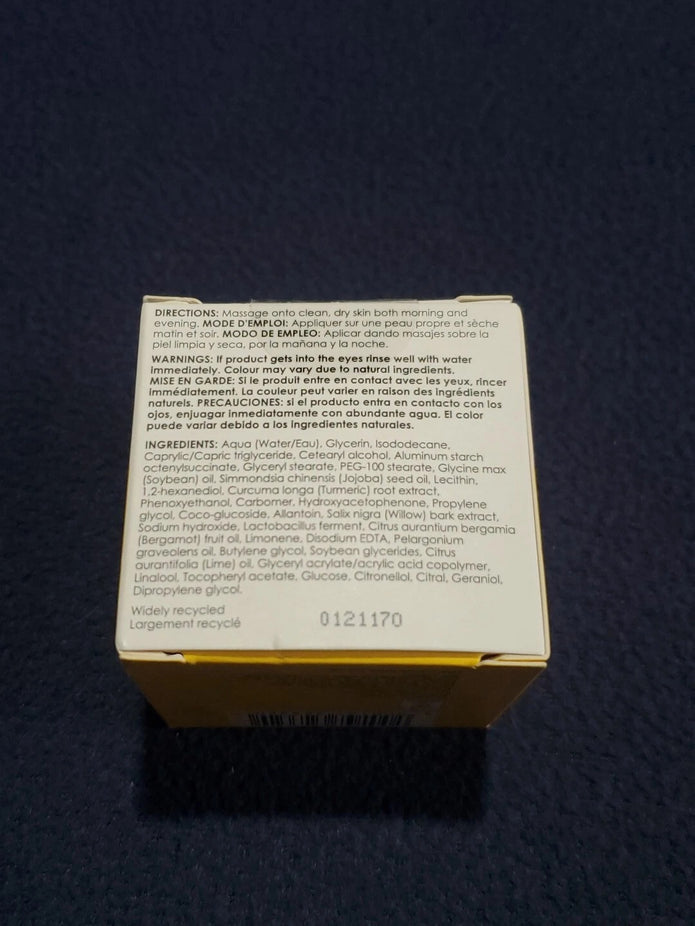 DIRECTIONS: Massage onto clean, dry skin both morning and
evening. MODE D'EMPLOI: Appliquer sur une peau propre et sèche
matin et soir. MODO DE EMPLEO: Aplicar dando masajes sobre la
piel limpia y seca, por la mañana y la noche.
WARNINGS: If product gets into the eyes rinse well with water
immediately. Colour may vary due to natural ingredients.
MISE EN GARDE: Si le produit entre en contact avec les yeux, rincer
immédiatement. La couleur peut varier en raison des ingrédients
naturels. PRECAUCIONES: si el producto entra en contacto con los
ojos, enjuagar inmediatamente con abundante agua. El color
puede variar debido a los ingredientes naturales.
INGREDIENTS: Aqua (Water/Eau), Glycerin, Isododecane,
Caprylic/Capric triglyceride, Cetearyl alcohol, Aluminum starch
octenylsuccinate, Glyceryl stearate, PEG-100 stearate, Glycine max
(Soybean) oil, Simmondsia chinensis (Jojoba) seed oil, Lecithin,
1,2-hexanediol, Curcuma longa (Turmeric) root extract,
Phenoxyethanol, Carbomer, Hydroxyacetophenone, Propylene
glycol, Coco-glucoside, Allantoin, Salix nigra (Willow) bark extract,
Sodium hydroxide, Lactobacillus ferment, Citrus aurantium bergamia
(Bergamot) fruit oil, Limonene, Disodium EDTA, Pelargonium
graveolens oil, Butylene glycol, Soybean glycerides, Citrus
aurantifolia (Lime) oil, Glyceryl acrylate/acrylic acid copolymer,
Linalool, Tocopheryl acetate, Glucose, Citronellol, Citral, Geraniol,
Dipropylene glycol.
Widely recycled
Largement recyclé
0121170